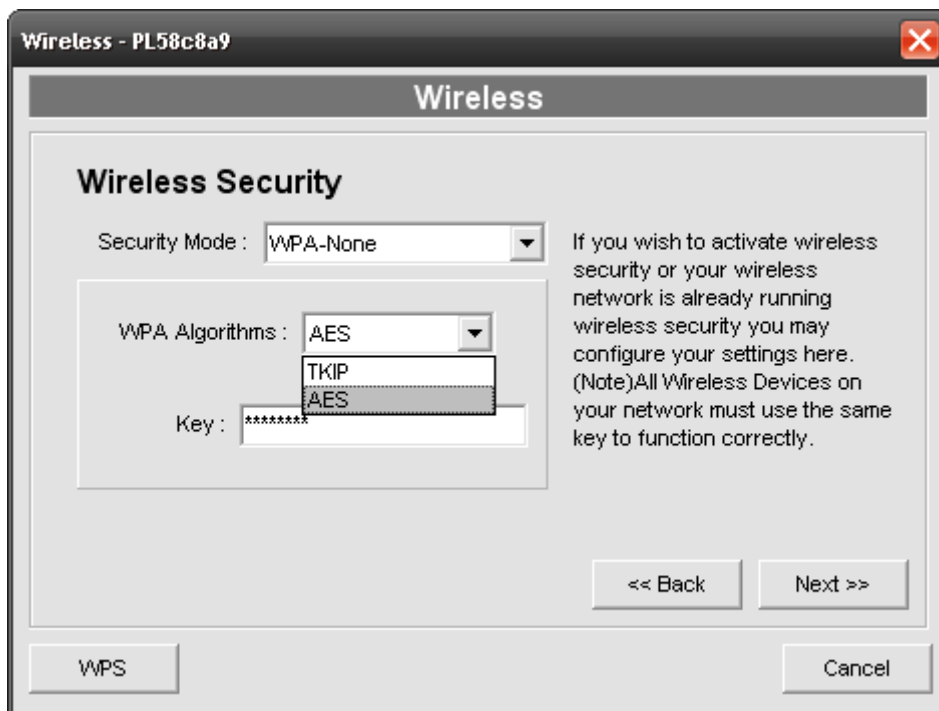 Wireless - PL58c8a9
Wireless
Wireless Security
Security Mode : WPA-None
WPA Algorithms : AES
TKIP
AES
Key : ********
If you wish to activate wireless
security or your wireless
network is already running
wireless security you may
configure your settings here.
(Note)All Wireless Devices on
your network must use the same
key to function correctly.
<< Back
Next >>
WPS
Cancel